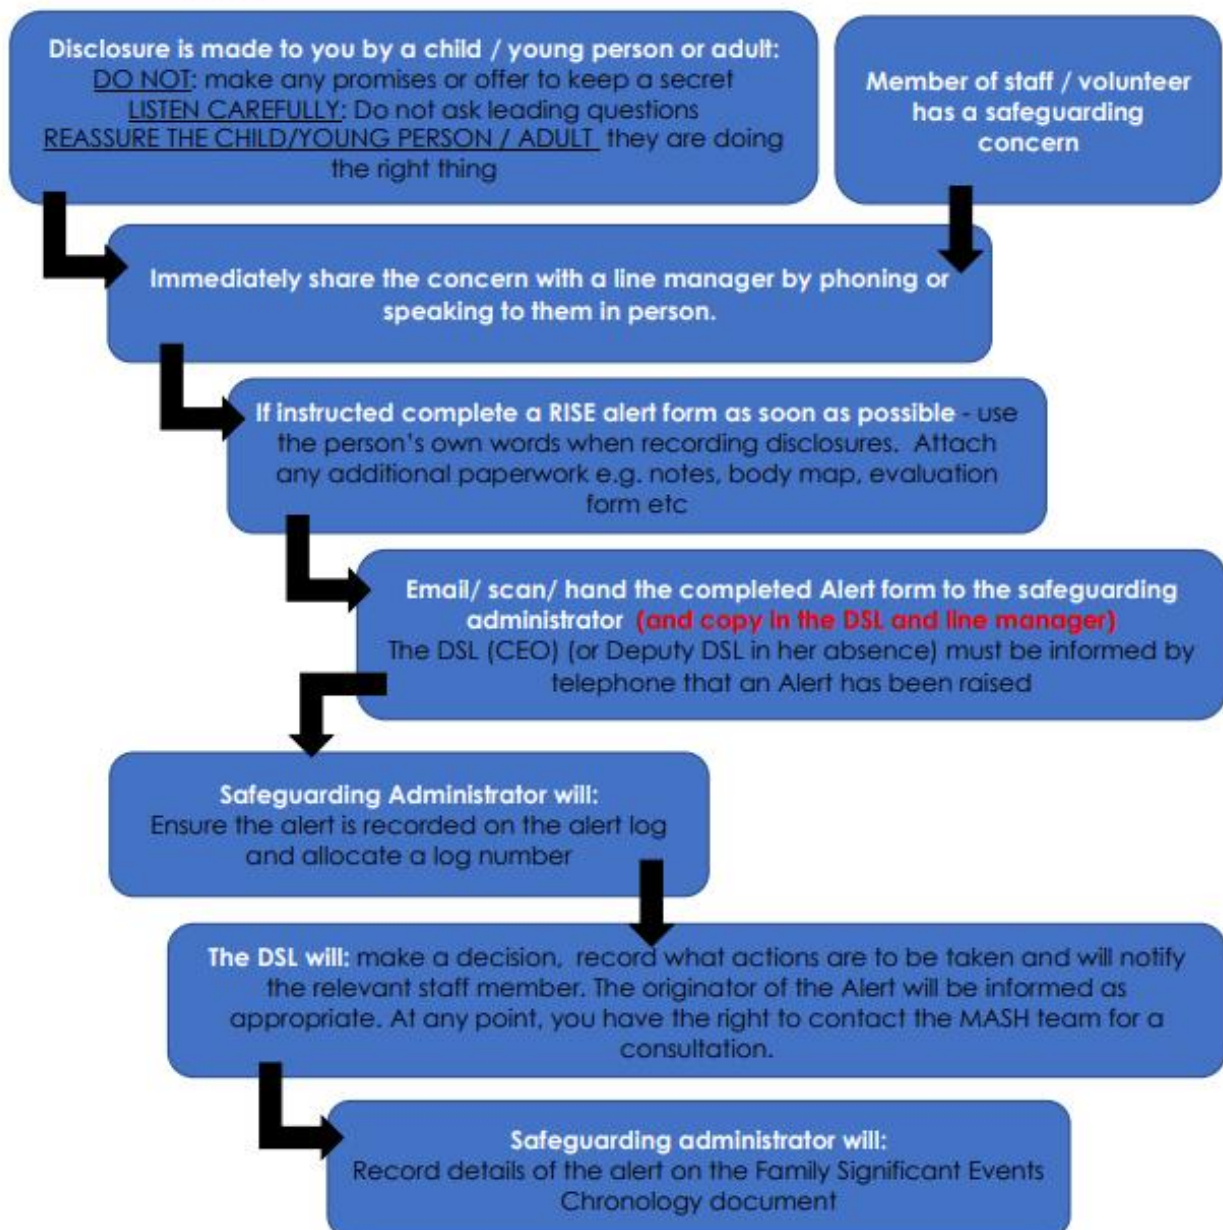 Disclosure is made to you by a child / young person or adult:
DO NOT: make any promises or offer to keep a secret
LISTEN CAREFULLY: Do not ask leading questions
REASSURE THE CHILD/YOUNG PERSON / ADULT they are doing
the right thing
Member of staff / volunteer
has a safeguarding
concern
Immediately share the concern with a line manager by phoning or
speaking to them in person.
If instructed complete a RISE alert form as soon as possible - use
the person's own words when recording disclosures. Attach
any additional paperwork e.g. notes, body map, evaluation
form etc
Email/ scan/ hand the completed Alert form to the safeguarding
administrator (and copy in the DSL and line manager)
The DSL (CEO) (or Deputy DSL in her absence) must be informed by
telephone that an Alert has been raised
Safeguarding Administrator will:
Ensure the alert is recorded on the alert log
and allocate a log number
The DSL will: make a decision, record what actions are to be taken and will notify
the relevant staff member. The originator of the Alert will be informed as
appropriate. At any point, you have the right to contact the MASH team for a
consultation.
Safeguarding administrator will:
Record details of the alert on the Family Significant Events
Chronology document